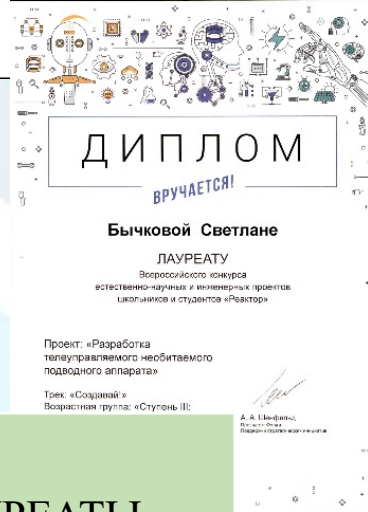 ДИПЛОМ
ВРУЧАЕТСЯ!
Бычковой Светлане
ЛАУРЕАТУ
Всероссийского конкурса
естественно-научных и инженерных проектов
школьников и студентов «Реактор»
Проект: «Разработка
телеуправляемого необитаемого
подводного аппарата»
Трек: «Создавай!»
Возрастная группа: «Ступень III:
А. А. Шенфельд